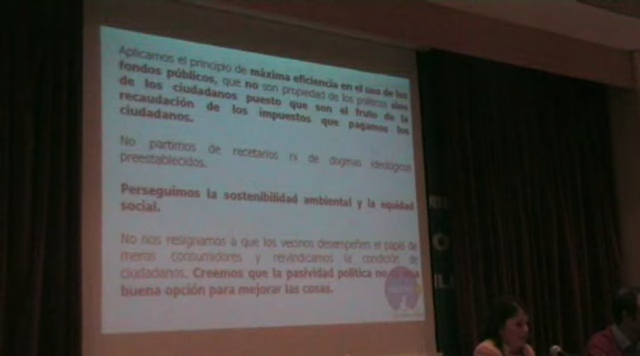 Aplicamos el principio de máxima eficiencia en el uso de los
fondos públicos, que no son propiedad de los políticos sino
de los ciudadanos puesto que son el fruto de la
recaudación de los impuestos que pagamos los
ciudadanos.
No partimos de recetarios ni de dogmas ideológicos
preestablecidos.
Perseguimos la sostenibilidad ambiental y la equidad
social.
No nos resignamos a que los vecinos desempeñen el papel de
meros consumidores y reivindicamos la condición de
ciudadanos. Creemos que la pasividad política no es una
buena opción para mejorar las cosas.